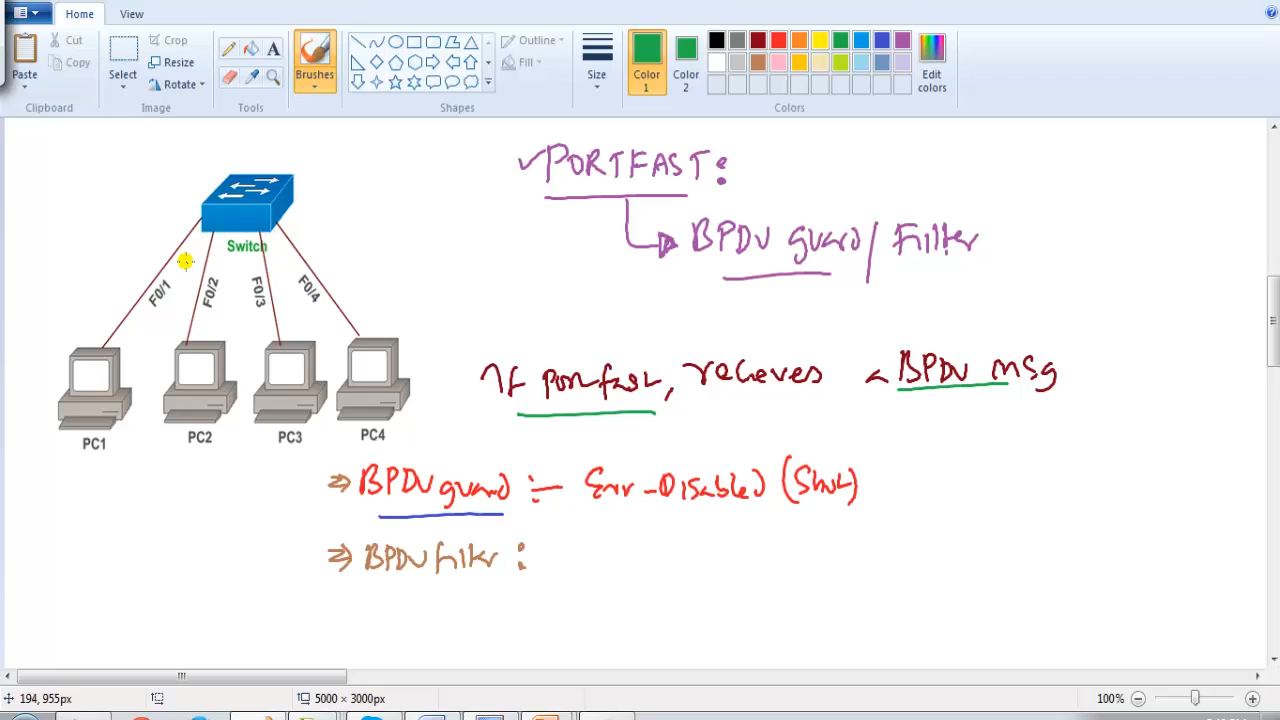 Home
View
Cut
Copy
Paste
Clipboard
Select
Crop
Resize
Rotate
Image
Tools
Brushes
Shapes
Outline
Fill
Size
Color 1
Color 2
Edit colors
Colors
PORTFAST:
BPDU guard / Filter
Switch
F0/1
F0/2
F0/3
F0/4
PC1
PC2
PC3
PC4
If portfast, recieves a BPDU msg
⇒ BPDU guard :- Err-Disabled (Shut)
⇒ BPDU filter :
194, 955px
5000 × 3000px
100%